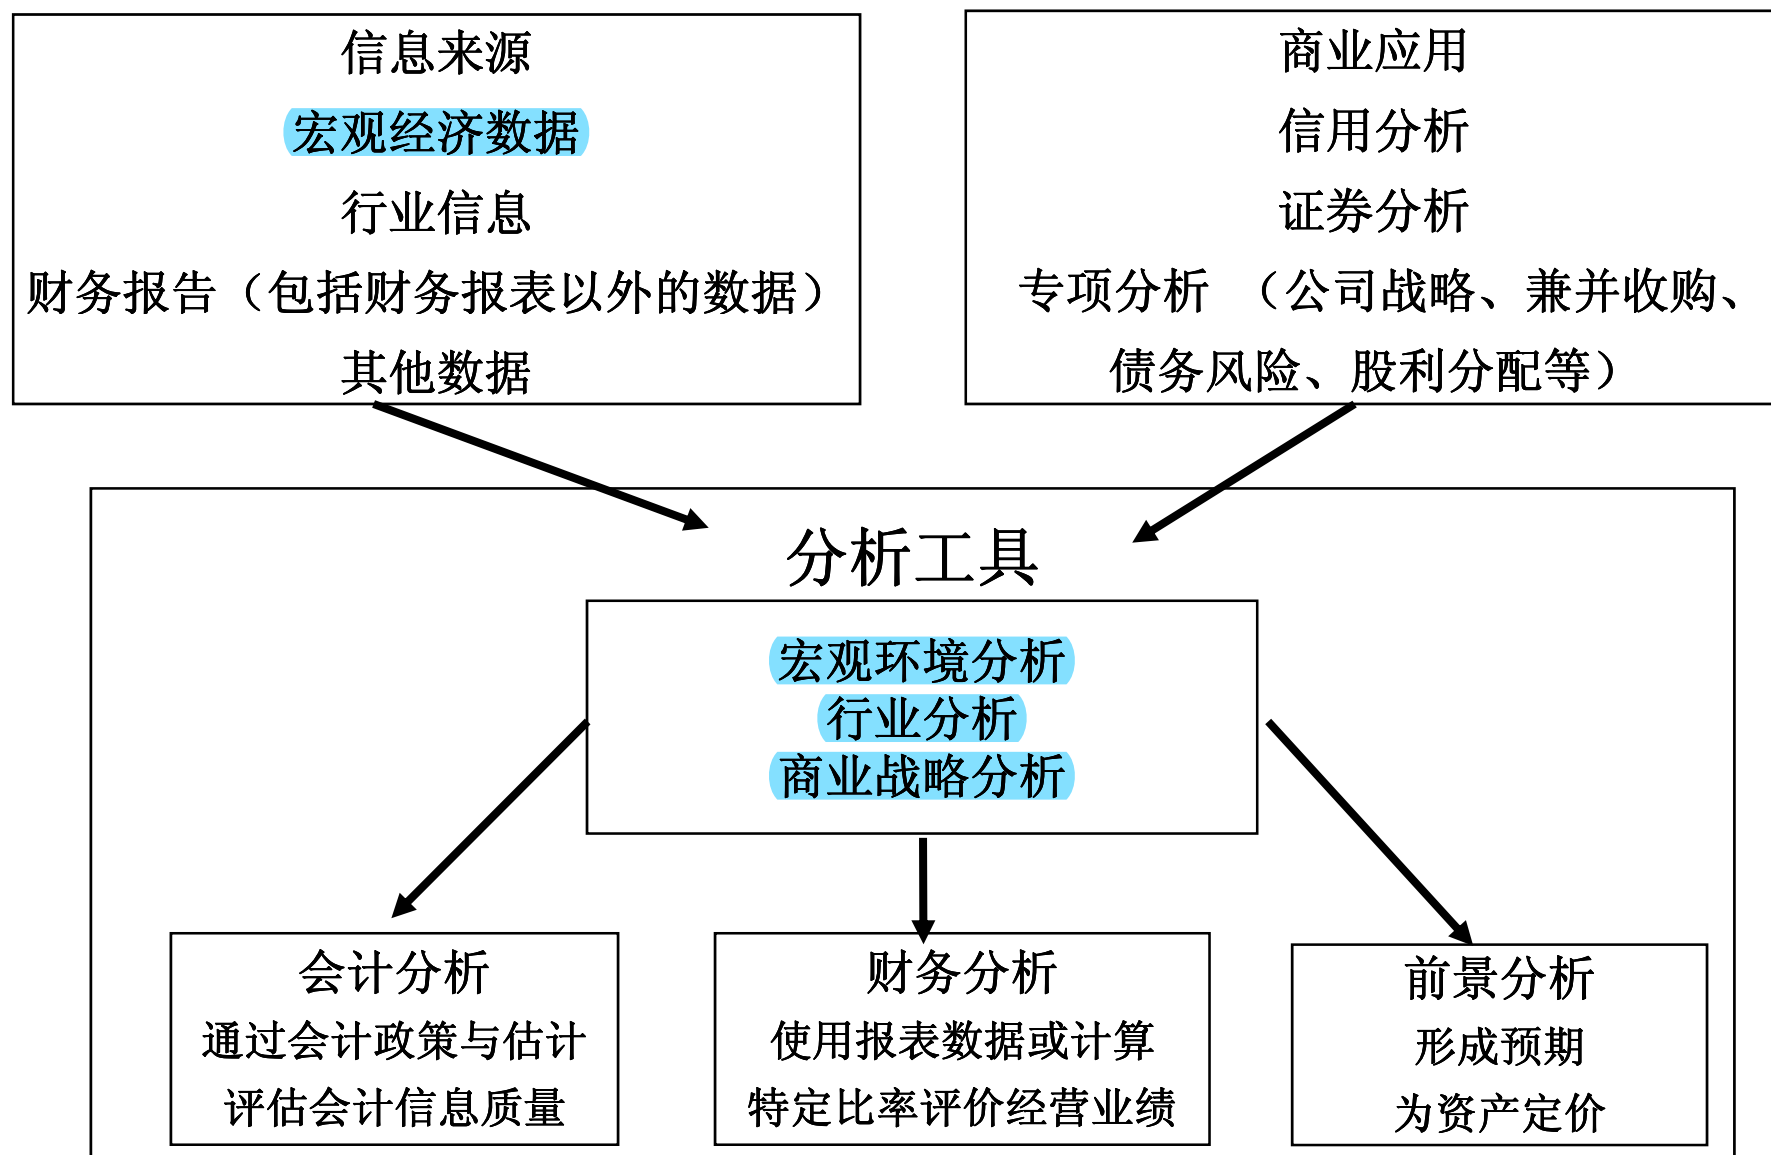 信息来源
宏观经济数据
行业信息
财务报告（包括财务报表以外的数据）
其他数据
商业应用
信用分析
证券分析
专项分析 （公司战略、兼并收购、
债务风险、股利分配等）
分析工具
宏观环境分析
行业分析
商业战略分析
会计分析
通过会计政策与估计
评估会计信息质量
财务分析
使用报表数据或计算
特定比率评价经营业绩
前景分析
形成预期
为资产定价